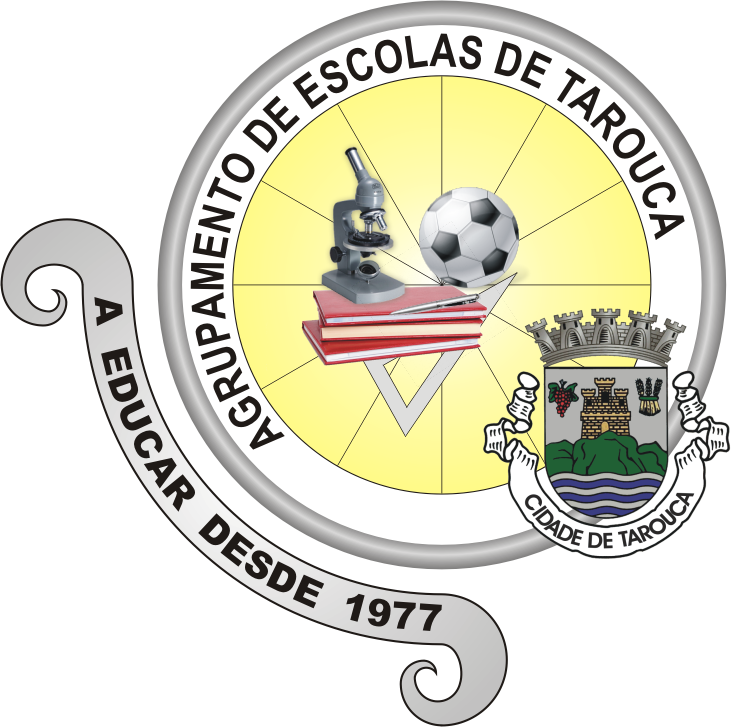 AGRUPAMENTO DE ESCOLAS DE TAROUCA
A EDUCAR DESDE 1977
CIDADE DE TAROUCA